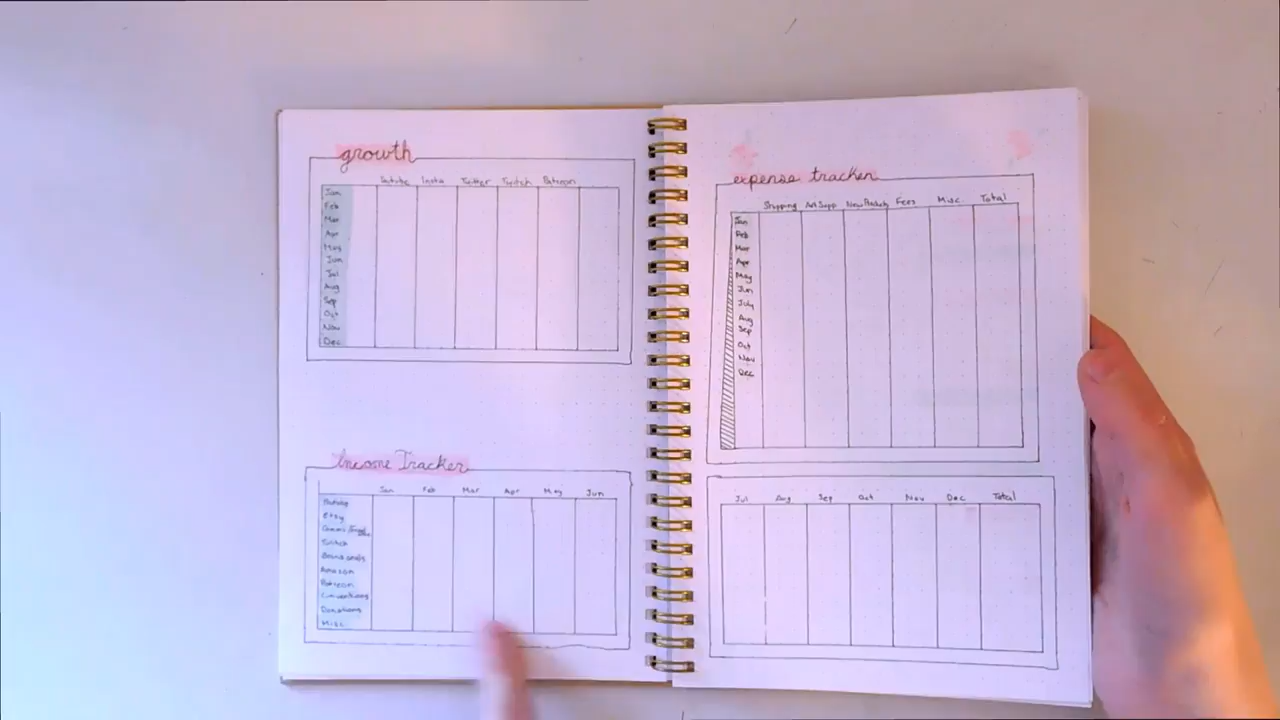 growth
Insta Twitter Twitch Patreon
Jan
Feb
Mar
Apr
May
Jun
Jul
Aug
Sep
Oct
Nov
Dec
Income Tracker
Jan Feb Mar Apr May Jun
Etsy
Twitch
Amazon
Patreon
Conventions
Donations
Misc.
expense tracker
Shipping Art Supp New Products Fees Misc. Total
Jan
Feb
Mar
Apr
May
Jun
July
Aug
Sep
Oct
Nov
Dec
Jul Aug Sep Oct Nov Dec Total